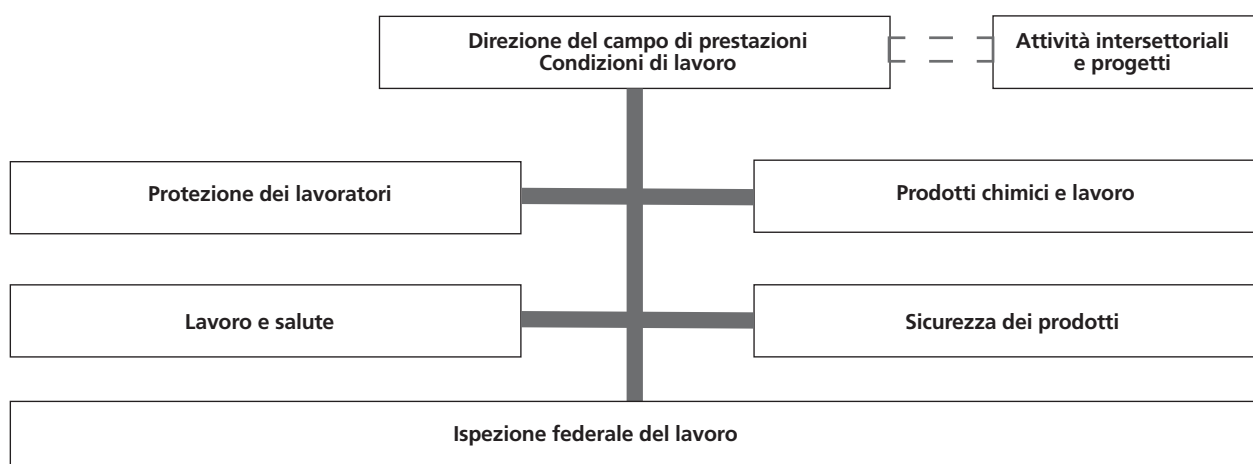 Direzione del campo di prestazioni
Condizioni di lavoro
Attività intersettoriali
e progetti
Protezione dei lavoratori
Prodotti chimici e lavoro
Lavoro e salute
Sicurezza dei prodotti
Ispezione federale del lavoro